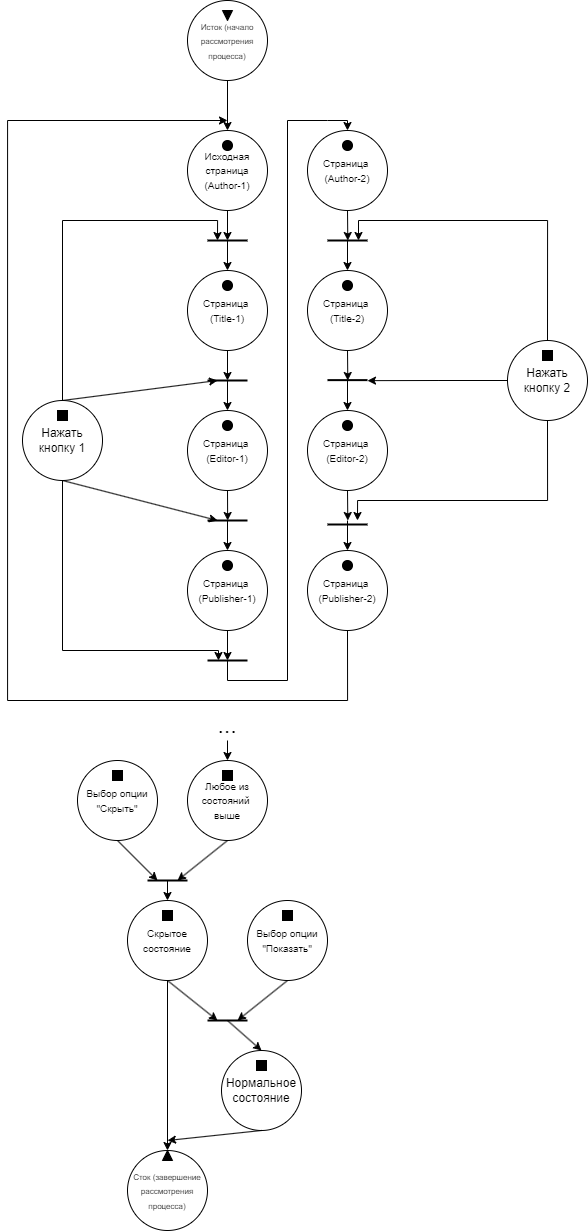 Исток (начало
рассмотрения
процесса)
Исходная
страница
(Author-1)
Страница
(Author-2)
Страница
(Title-1)
Страница
(Title-2)
Нажать
кнопку 2
Нажать
кнопку 1
Страница
(Editor-1)
Страница
(Editor-2)
Страница
(Publisher-1)
Страница
(Publisher-2)
...
Выбор опции
"Скрыть"
Любое из
состояний
выше
Скрытое
состояние
Выбор опции
"Показать"
Нормальное
состояние
Сток (завершение
рассмотрения
процесса)